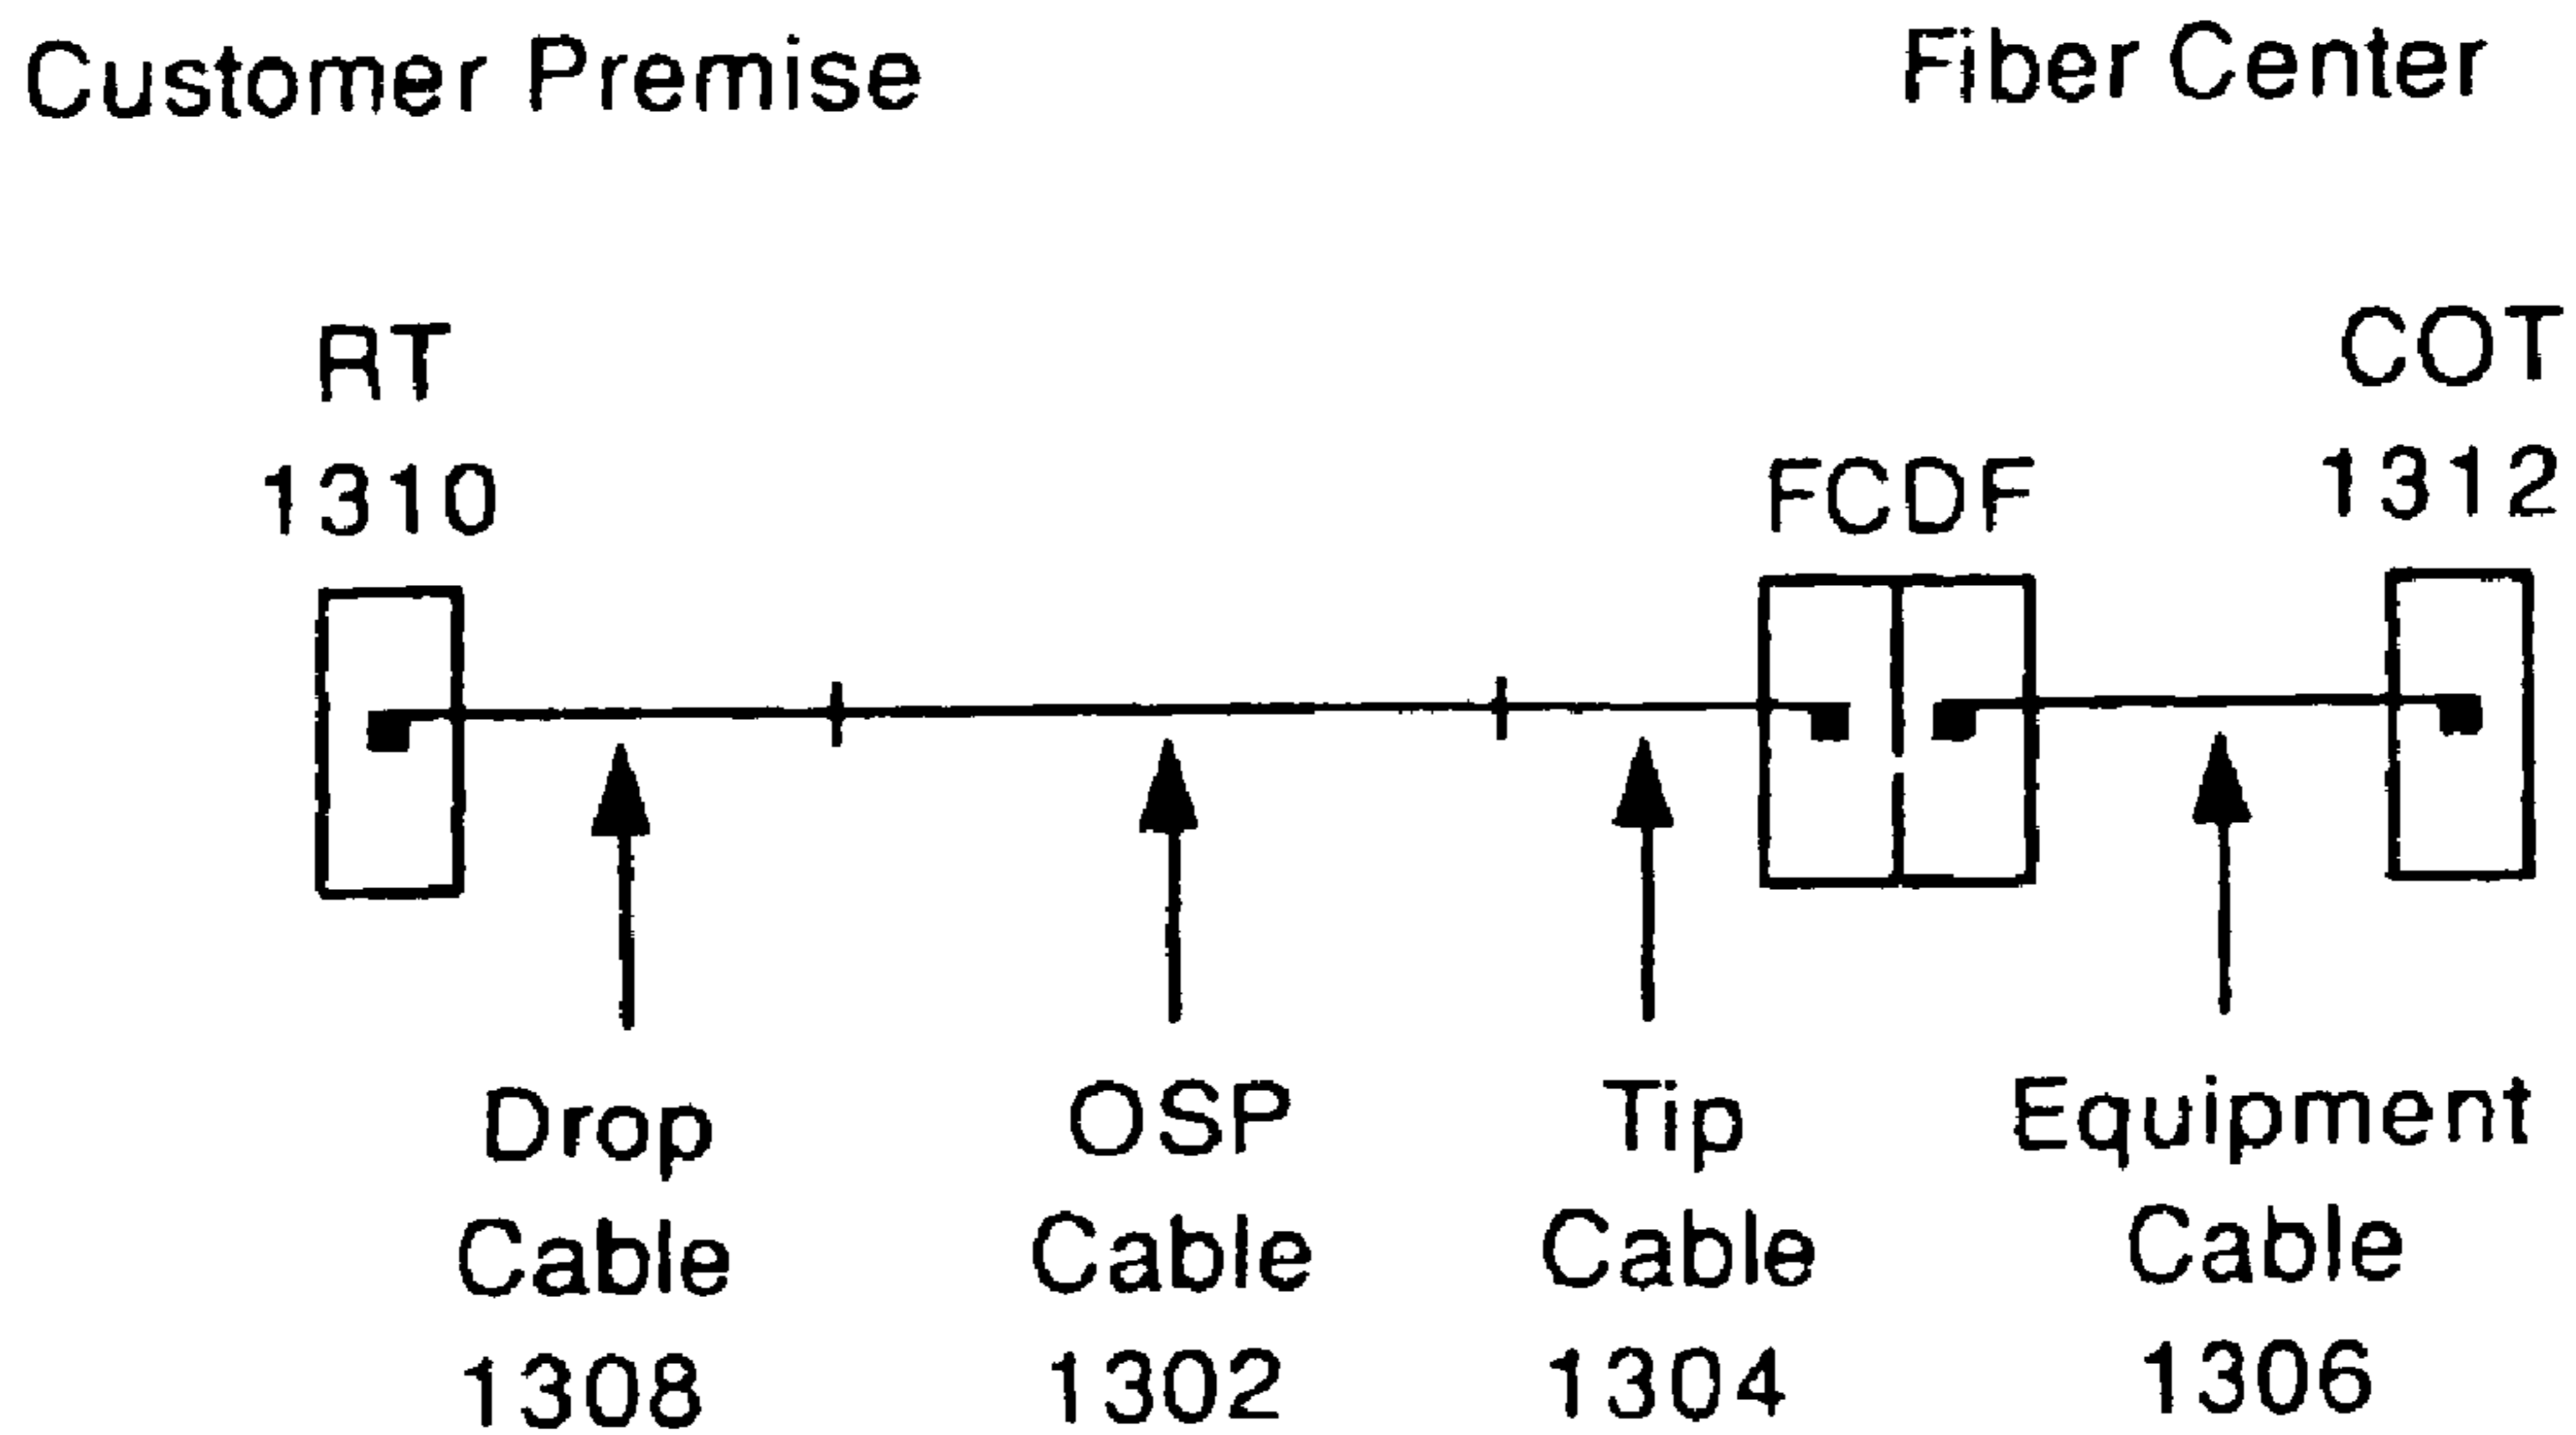 Customer Premise
Fiber Center
RT
1310
FCDF
COT
1312
Drop
Cable
1308
OSP
Cable
1302
Tip
Cable
1304
Equipment
Cable
1306